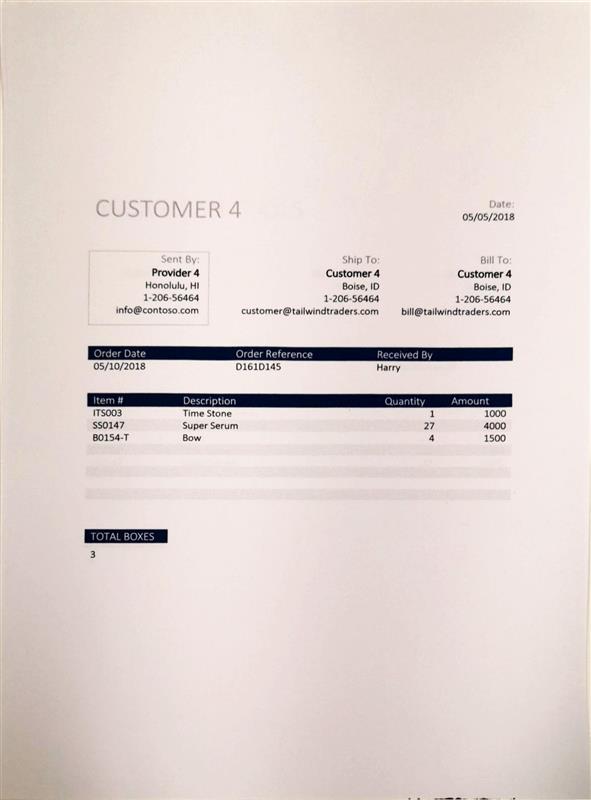 CUSTOMER 4
Date:
05/05/2018
Sent By:
Provider 4
Honolulu, HI
1-206-56464
info@contoso.com
Ship To:
Customer 4
Boise, ID
1-206-56464
customer@tailwindtraders.com
Bill To:
Customer 4
Boise, ID
1-206-56464
bill@tailwindtraders.com
Order Date Order Reference Received By
05/10/2018 D161D145 Harry
Item # Description Quantity Amount
ITS003 Time Stone 1 1000
SS0147 Super Serum 27 4000
B0154-T Bow 4 1500
TOTAL BOXES
3